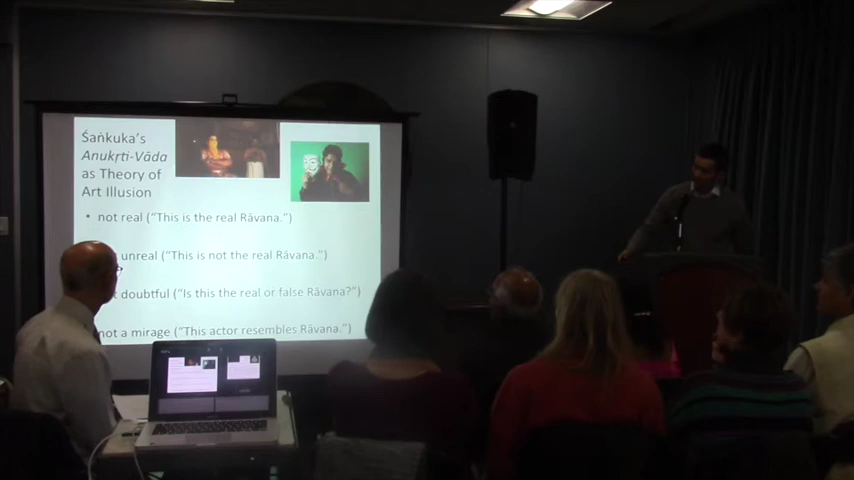 Śaṅkuka's
Anukṛti-Vāda
as Theory of
Art Illusion
• not real ("This is the real Rāvana.")
unreal ("This is not the real Rāvana.")
doubtful ("Is this the real or false Rāvana?")
not a mirage ("This actor resembles Rāvana.")